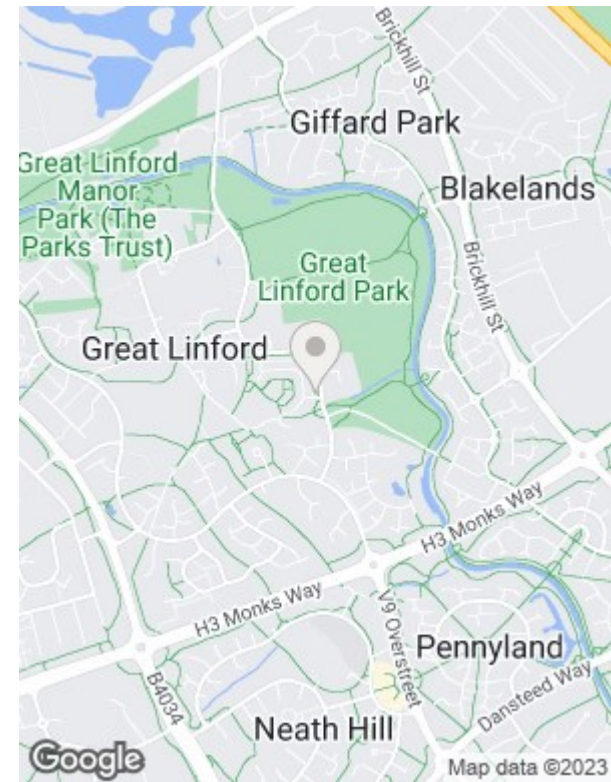 Brickhill St
Giffard Park
Great Linford
Manor
Park (The
Parks Trust)
Blakelands
Great
Linford Park
Brickhill St
Great Linford
H3 Monks Way
H3 Monks Way
V9 Overstreet
Pennyland
B4034
Dansteed Way
Neath Hill
Google
Map data ©2023